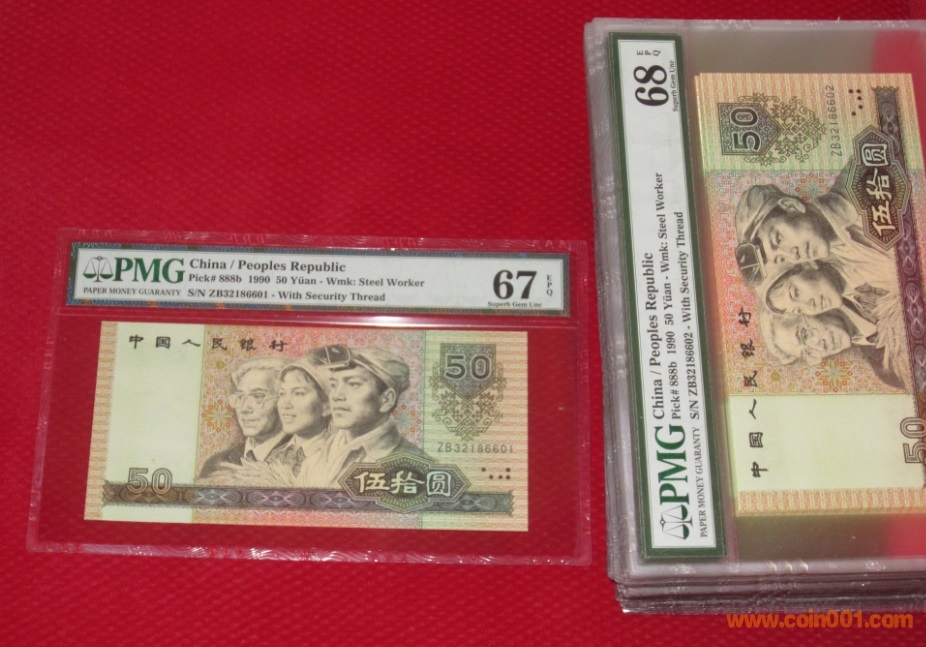 PMG
PAPER MONEY GUARANTY
China / Peoples Republic
Pick# 888b 1990 50 Yüan - Wmk: Steel Worker
S/N ZB32186601 - With Security Thread
67 EPQ
Superb Gem Unc
中国人民银行
50
ZB32186601
50
伍拾圆
PMG
PAPER MONEY GUARANTY
China / Peoples Republic
Pick# 888b 1990 50 Yüan - Wmk: Steel Worker
S/N ZB32186602 - With Security Thread
68 EPQ
Superb Gem Unc
中国人民银行
50
ZB32186602
50
伍拾圆
www.coin001.com